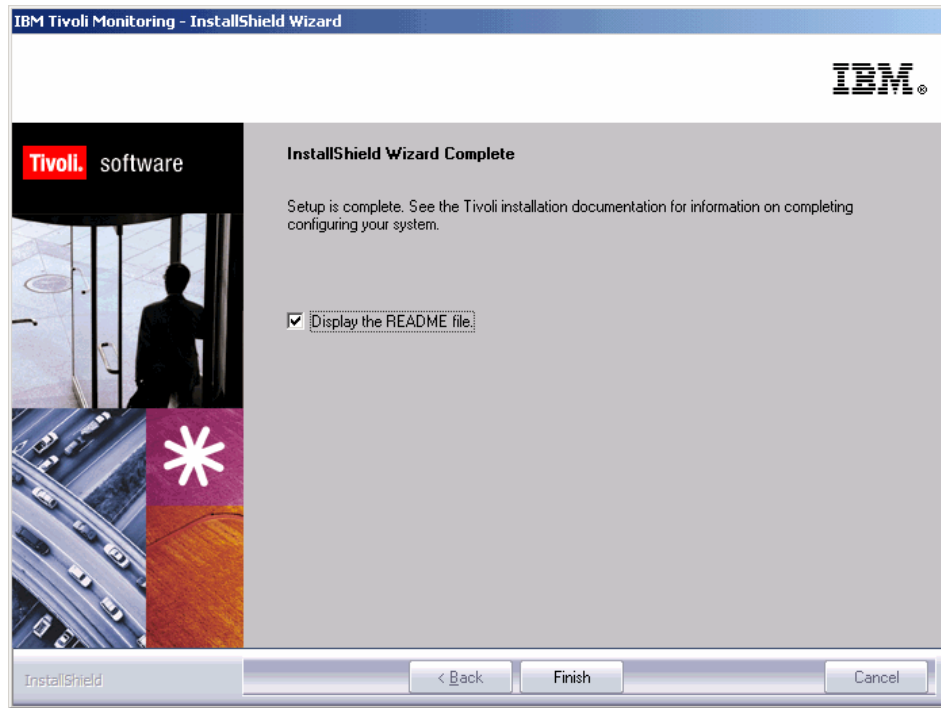 IBM Tivoli Monitoring - InstallShield Wizard
IBM®
Tivoli. software
InstallShield Wizard Complete
Setup is complete. See the Tivoli installation documentation for information on completing
configuring your system.
Display the README file.
InstallShield
< Back
Finish
Cancel